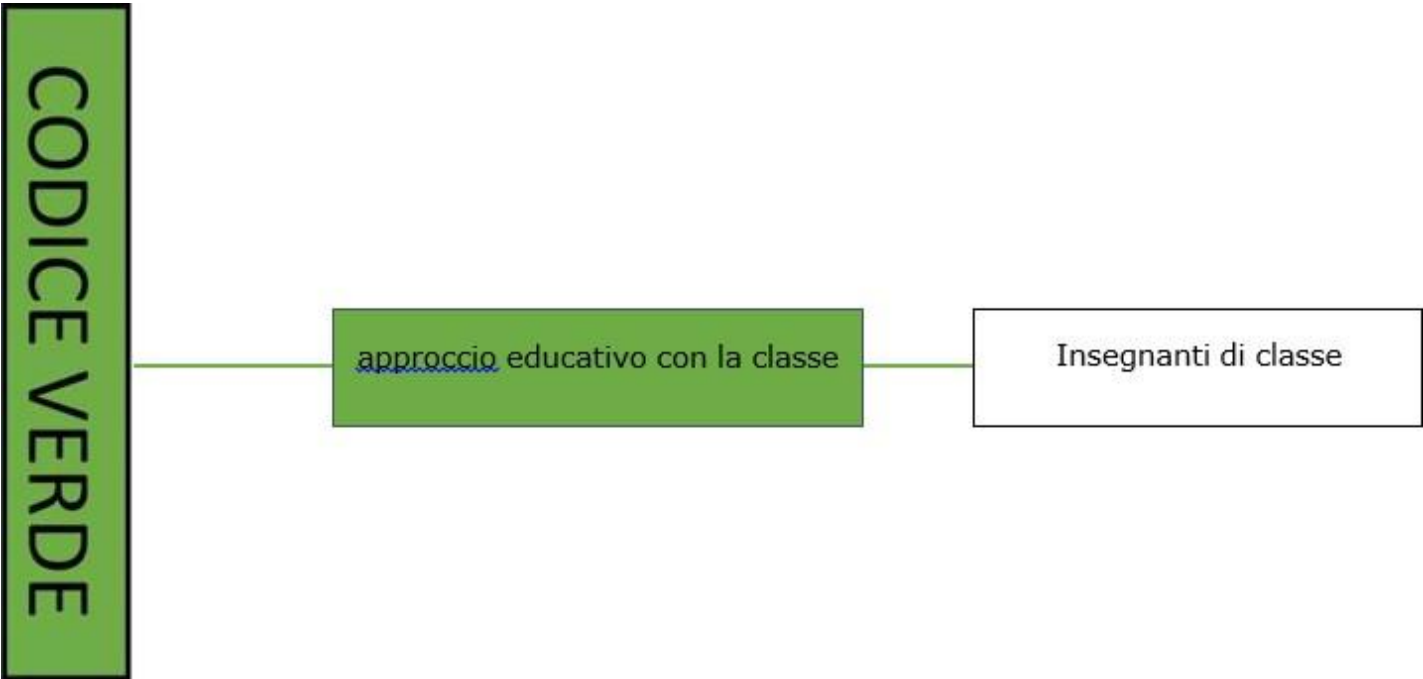 CODICE VERDE
approccio educativo con la classe
Insegnanti di classe